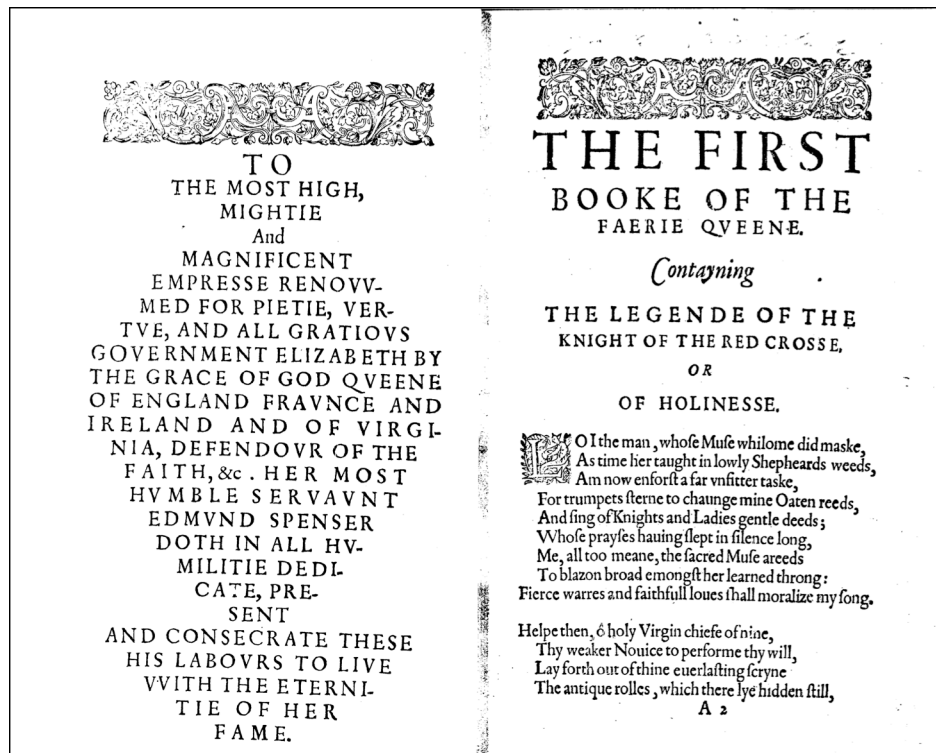 TO
THE MOST HIGH,
MIGHTIE
And
MAGNIFICENT
EMPRESSE RENOVV-
MED FOR PIETIE, VER-
TVE, AND ALL GRATIOVS
GOVERNMENT ELIZABETH BY
THE GRACE OF GOD QVEENE
OF ENGLAND FRAVNCE AND
IRELAND AND OF VIRGI-
NIA, DEFENDOVR OF THE
FAITH, &c. HER MOST
HVMBLE SERVAVNT
EDMVND SPENSER
DOTH IN ALL HV-
MILITIE DEDI-
CATE, PRE-
SENT
AND CONSECRATE THESE
HIS LABOVRS TO LIVE
VVITH THE ETERNI-
TIE OF HER
FAME.
THE FIRST
BOOKE OF THE
FAERIE QVEENE.
Contayning
THE LEGENDE OF THE
KNIGHT OF THE RED CROSSE,
OR
OF HOLINESSE.
LO I the man, whoſe Muſe whilome did maske,
As time her taught in lowly Shepheards weeds,
Am now enforſt a far vnfitter taske,
For trumpets ſterne to chaunge mine Oaten reeds,
And ſing of Knights and Ladies gentle deeds;
Whoſe prayſes hauing ſlept in ſilence long,
Me, all too meane, the ſacred Muſe areeds
To blazon broad emongſt her learned throng:
Fierce warres and faithfull loues ſhall moralize my ſong.
Helpe then, ô holy Virgin chiefe of nine,
Thy weaker Nouice to performe thy will,
Lay forth out of thine euerlaſting ſcryne
The antique rolles, which there lye hidden ſtill,
A 2